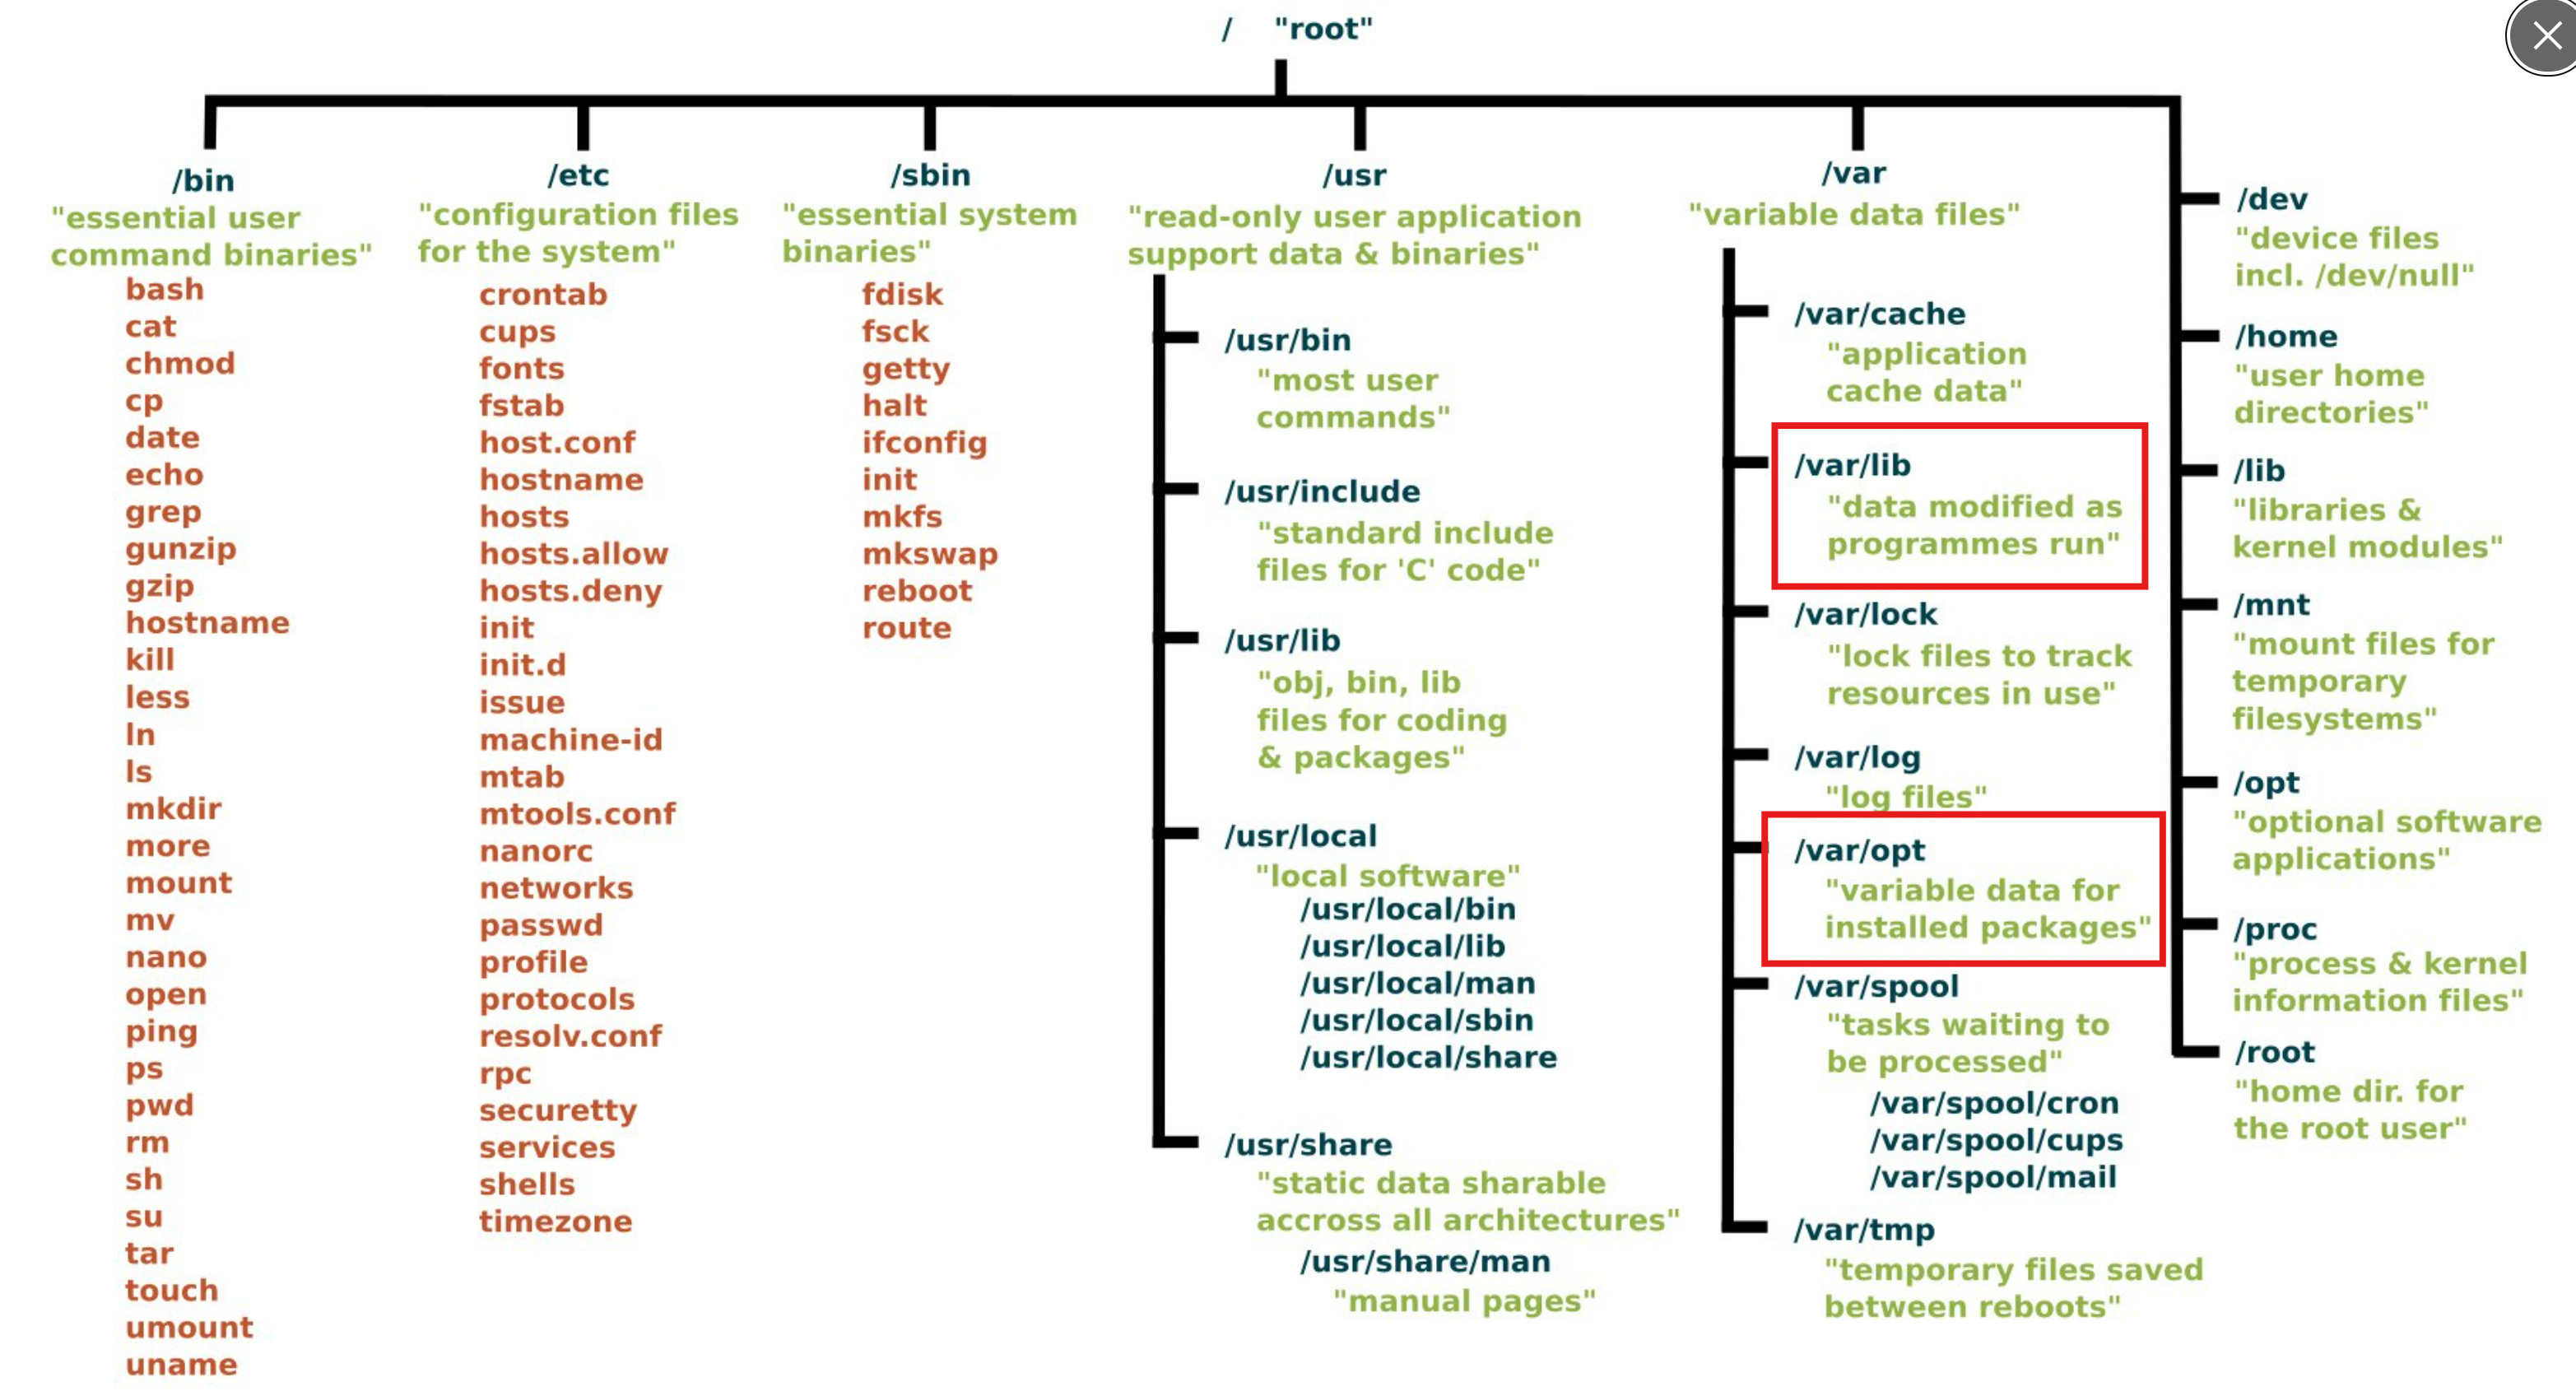 / "root"
/bin
"essential user
command binaries"
bash
cat
chmod
cp
date
echo
grep
gunzip
gzip
hostname
kill
less
ln
ls
mkdir
more
mount
mv
nano
open
ping
ps
pwd
rm
sh
su
tar
touch
umount
uname
/etc
"configuration files
for the system"
crontab
cups
fonts
fstab
host.conf
hostname
hosts
hosts.allow
hosts.deny
init
init.d
issue
machine-id
mtab
mtools.conf
nanorc
networks
passwd
profile
protocols
resolv.conf
rpc
securetty
services
shells
timezone
/sbin
"essential system
binaries"
fdisk
fsck
getty
halt
ifconfig
init
mkfs
mkswap
reboot
route
/usr
"read-only user application
support data & binaries"
/usr/bin
"most user
commands"
/usr/include
"standard include
files for 'C' code"
/usr/lib
"obj, bin, lib
files for coding
& packages"
/usr/local
"local software"
/usr/local/bin
/usr/local/lib
/usr/local/man
/usr/local/sbin
/usr/local/share
/usr/share
"static data sharable
accross all architectures"
/usr/share/man
"manual pages"
/var
"variable data files"
/var/cache
"application
cache data"
/var/lib
"data modified as
programmes run"
/var/lock
"lock files to track
resources in use"
/var/log
"log files"
/var/opt
"variable data for
installed packages"
/var/spool
"tasks waiting to
be processed"
/var/spool/cron
/var/spool/cups
/var/spool/mail
/var/tmp
"temporary files saved
between reboots"
/dev
"device files
incl. /dev/null"
/home
"user home
directories"
/lib
"libraries &
kernel modules"
/mnt
"mount files for
temporary
filesystems"
/opt
"optional software
applications"
/proc
"process & kernel
information files"
/root
"home dir. for
the root user"